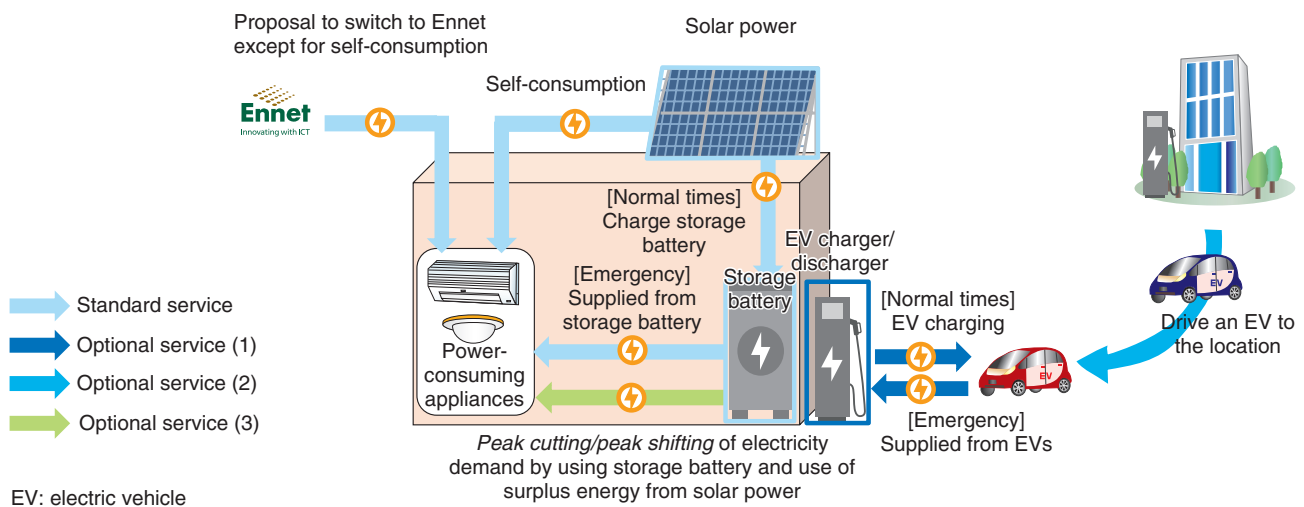 Proposal to switch to Ennet
except for self-consumption
Solar power
Self-consumption
Ennet
Innovating with ICT
[Normal times]
Charge storage
battery
EV charger/
discharger
Storage
battery
[Emergency]
Supplied from
storage battery
[Normal times]
EV charging
EV
Drive an EV to
the location
EV
[Emergency]
Supplied from EVs
Power-
consuming
appliances
Standard service
Optional service (1)
Optional service (2)
Optional service (3)
Peak cutting/peak shifting of electricity
demand by using storage battery and use of
surplus energy from solar power
EV: electric vehicle